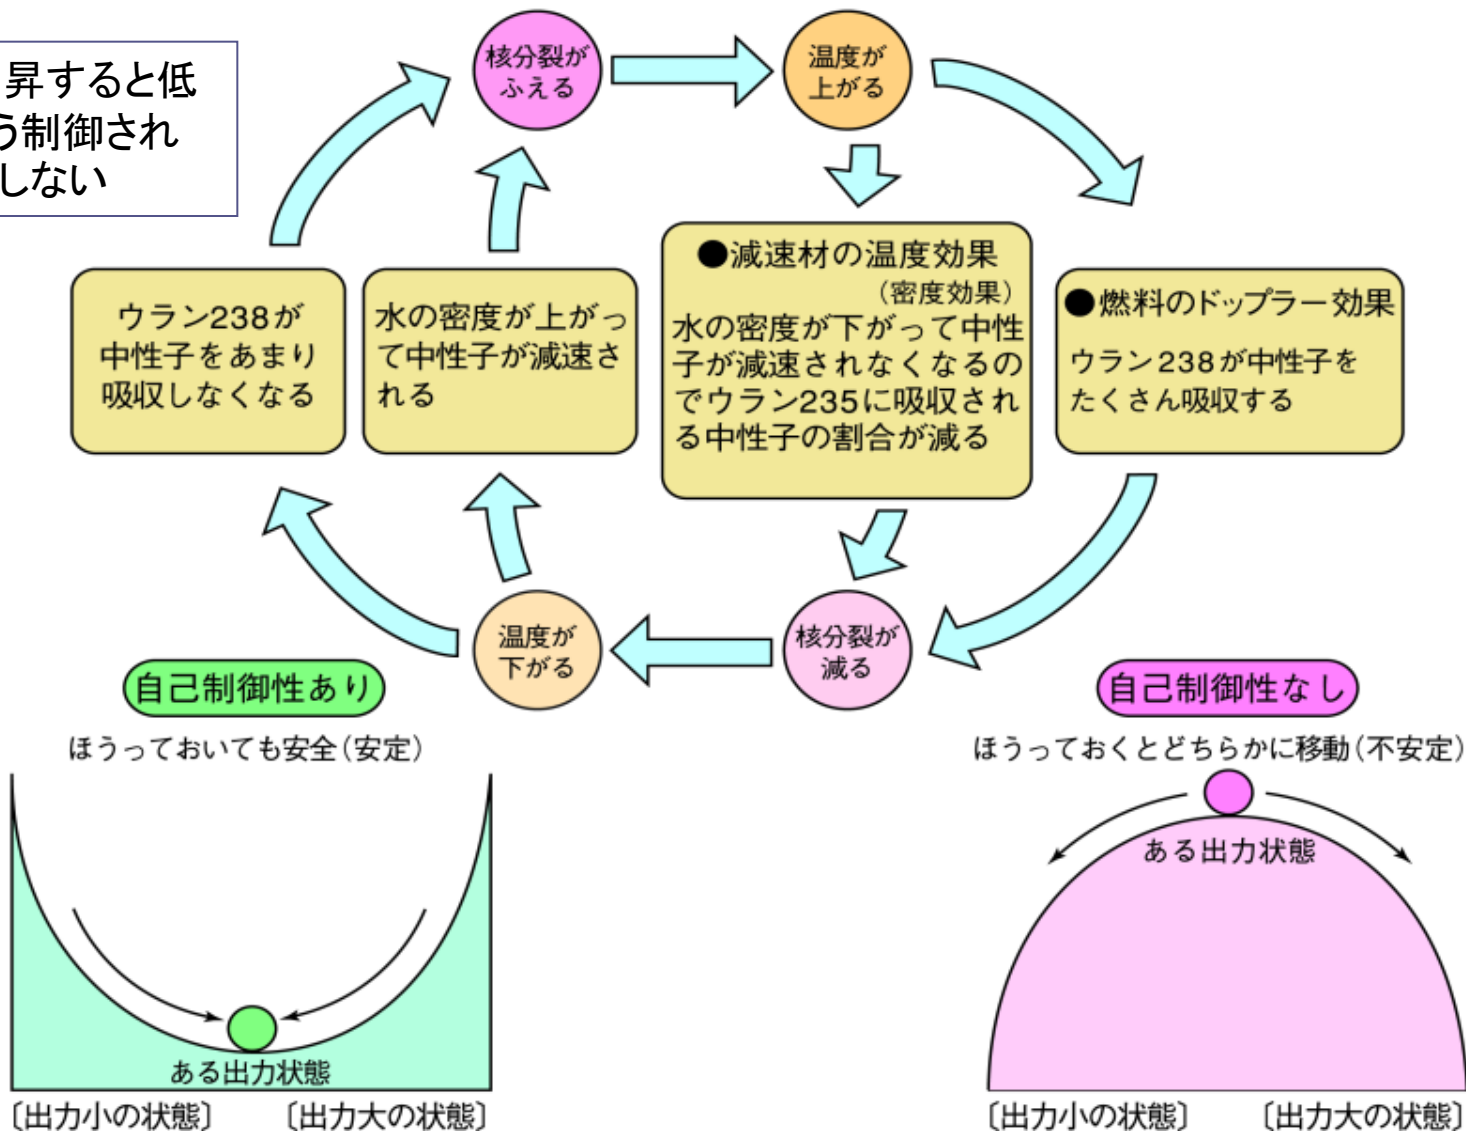 昇すると低
う制御され
しない
核分裂が
ふえる
温度が
上がる
ウラン238が
中性子をあまり
吸収しなくなる
水の密度が上がっ
て中性子が減速さ
れる
●減速材の温度効果
（密度効果）
水の密度が下がって中性
子が減速されなくなるの
でウラン235に吸収され
る中性子の割合が減る
●燃料のドップラー効果
ウラン238が中性子を
たくさん吸収する
温度が
下がる
核分裂が
減る
自己制御性あり
ほうっておいても安全（安定）
ある出力状態
〔出力小の状態〕 〔出力大の状態〕
自己制御性なし
ほうっておくとどちらかに移動（不安定）
ある出力状態
〔出力小の状態〕 〔出力大の状態〕